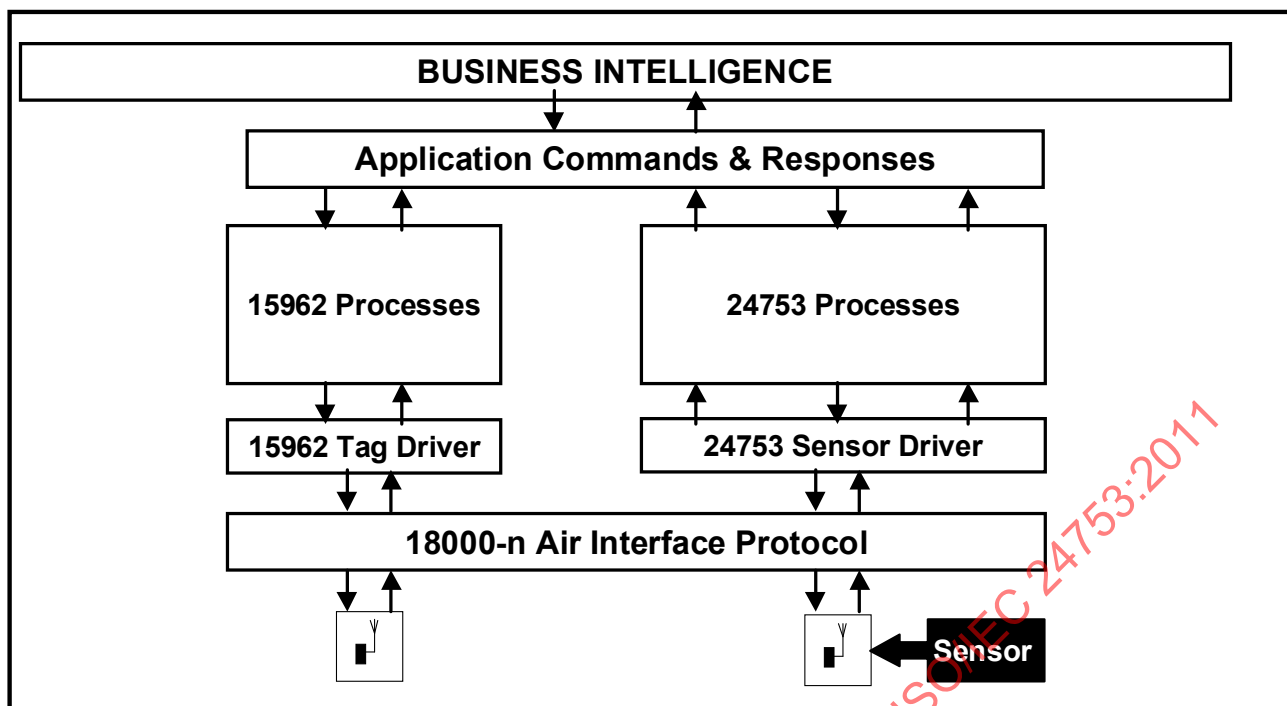 BUSINESS INTELLIGENCE
Application Commands & Responses
15962 Processes
24753 Processes
15962 Tag Driver
24753 Sensor Driver
18000-n Air Interface Protocol
Sensor
ISO/IEC 24753:2011